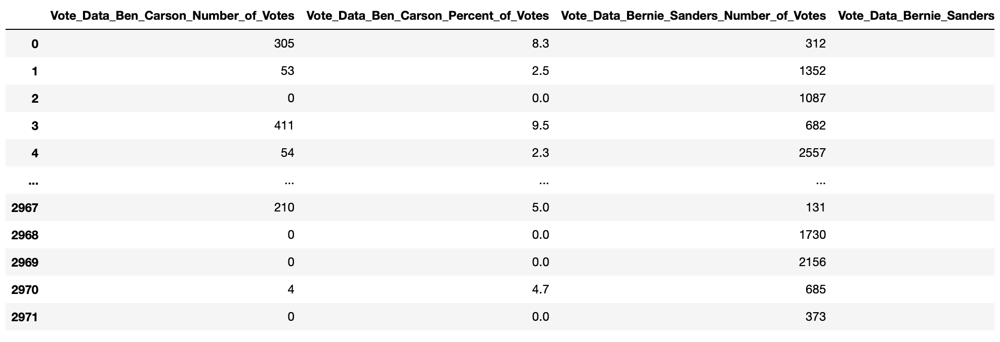 Vote_Data_Ben_Carson_Number_of_Votes Vote_Data_Ben_Carson_Percent_of_Votes Vote_Data_Bernie_Sanders_Number_of_Votes Vote_Data_Bernie_Sanders
0 305 8.3 312
1 53 2.5 1352
2 0 0.0 1087
3 411 9.5 682
4 54 2.3 2557
... ... ... ...
2967 210 5.0 131
2968 0 0.0 1730
2969 0 0.0 2156
2970 4 4.7 685
2971 0 0.0 373